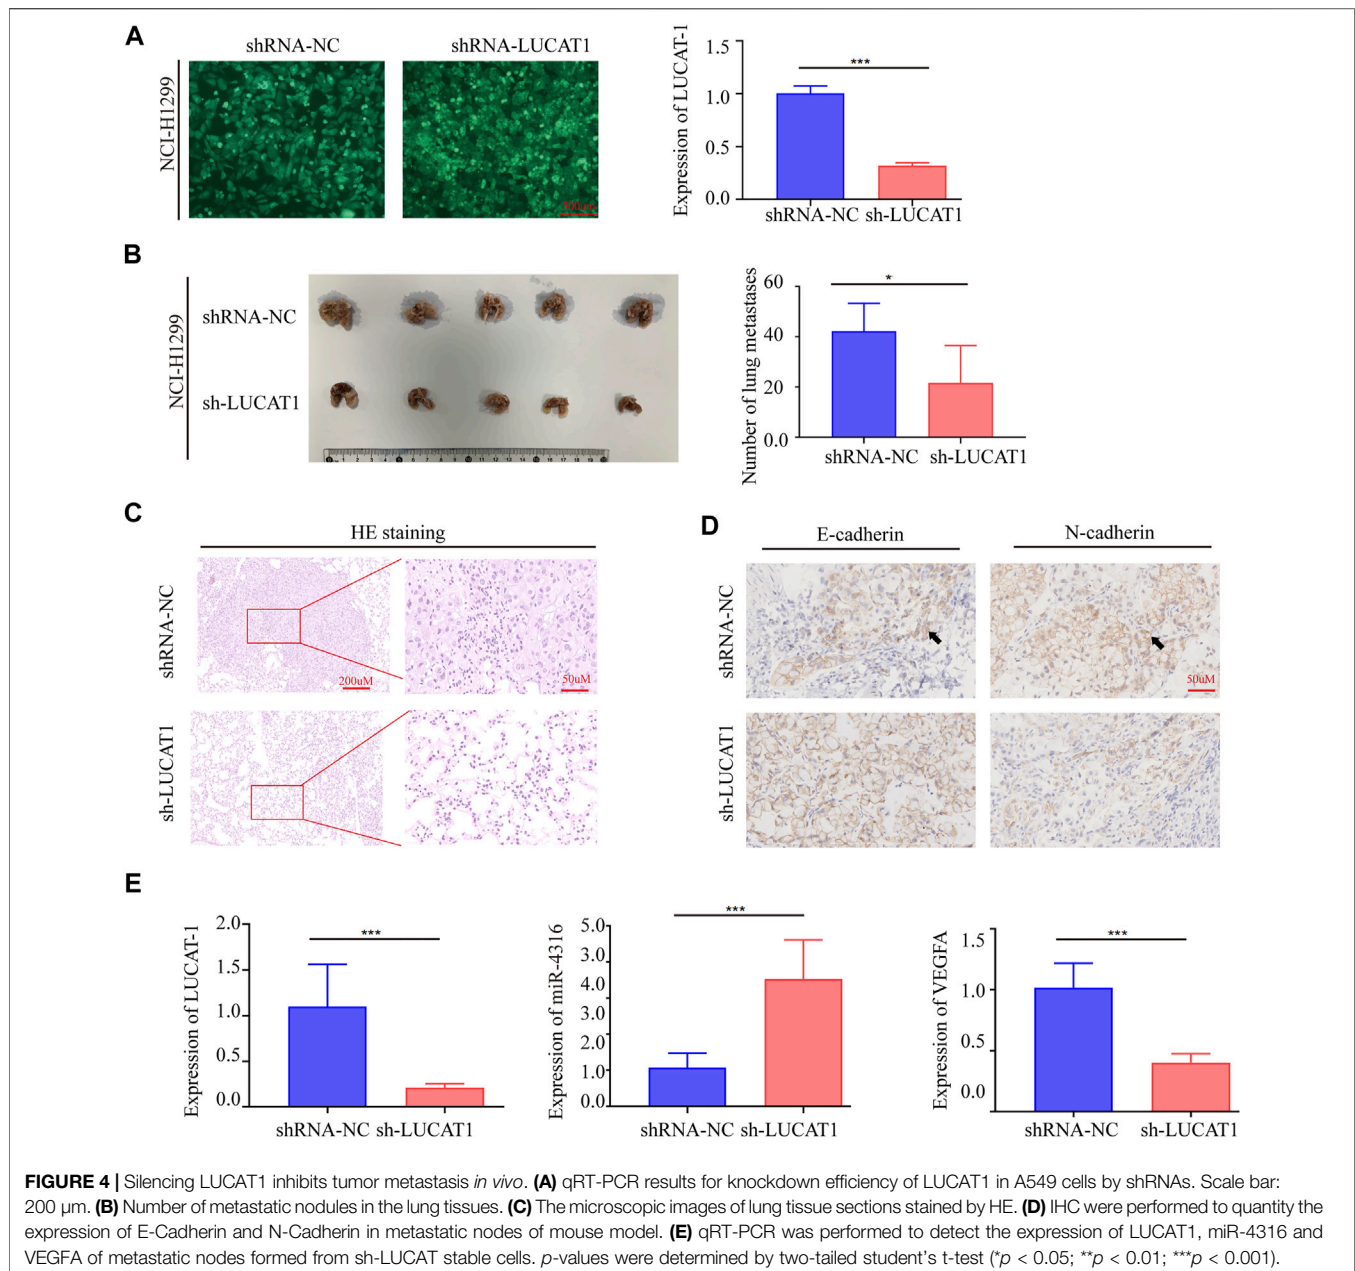 A
shRNA-NC
shRNA-LUCAT1
NCI-H1299
Expression of LUCAT-1
1.5
1.0
0.5
0.0
***
shRNA-NC sh-LUCAT1
B
NCI-H1299
shRNA-NC
sh-LUCAT1
Number of lung metastases
60
40
20
0.0
*
shRNA-NC sh-LUCAT1
C
HE staining
shRNA-NC
200uM
50uM
sh-LUCAT1
D
E-cadherin
N-cadherin
shRNA-NC
50uM
sh-LUCAT1
E
Expression of LUCAT-1
2.0
1.5
1.0
0.5
0.0
***
shRNA-NC sh-LUCAT1
Expression of miR-4316
5.0
3.0
4.0
3.0
2.0
1.0
0.0
***
shRNA-NC sh-LUCAT1
Expression of VEGFA
1.5
1.0
0.5
0.0
***
shRNA-NC sh-LUCAT1
FIGURE 4 | Silencing LUCAT1 inhibits tumor metastasis in vivo. (A) qRT-PCR results for knockdown efficiency of LUCAT1 in A549 cells by shRNAs. Scale bar:
200 μm. (B) Number of metastatic nodules in the lung tissues. (C) The microscopic images of lung tissue sections stained by HE. (D) IHC were performed to quantity the
expression of E-Cadherin and N-Cadherin in metastatic nodes of mouse model. (E) qRT-PCR was performed to detect the expression of LUCAT1, miR-4316 and
VEGFA of metastatic nodes formed from sh-LUCAT stable cells. p-values were determined by two-tailed student's t-test (*p < 0.05; **p < 0.01; ***p < 0.001).